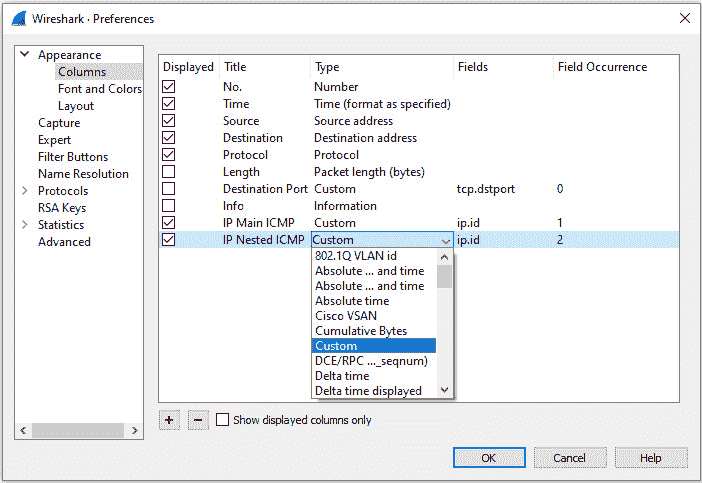 Wireshark · Preferences
Appearance
Columns
Font and Colors
Layout
Capture
Expert
Filter Buttons
Name Resolution
Protocols
RSA Keys
Statistics
Advanced
Displayed Title Type Fields Field Occurrence
No. Number
Time Time (format as specified)
Source Source address
Destination Destination address
Protocol Protocol
Length Packet length (bytes)
Destination Port Custom tcp.dstport 0
Info Information
IP Main ICMP Custom ip.id 1
IP Nested ICMP Custom ip.id 2
802.1Q VLAN id
Absolute ... and time
Absolute ... and time
Absolute time
Cisco VSAN
Cumulative Bytes
Custom
DCE/RPC ..._seqnum)
Delta time
Delta time displayed
+ − Show displayed columns only
OK Cancel Help